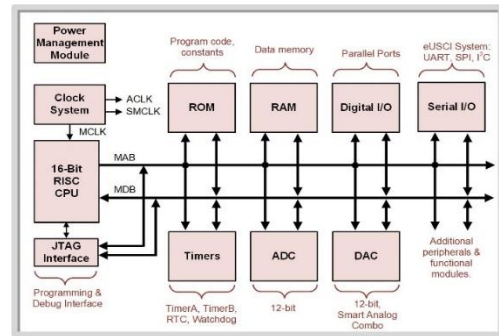 Power
Management
Module
Program code,
constants
Data memory
Parallel Ports
eUSCI System:
UART, SPI, I²C
Clock
System
ACLK
SMCLK
MCLK
ROM
RAM
Digital I/O
Serial I/O
16-Bit
RISC
CPU
MAB
MDB
JTAG
Interface
Timers
ADC
DAC
Additional
peripherals &
functional
modules.
Programming &
Debug Interface
TimerA, TimerB,
RTC, Watchdog
12-bit
12-bit,
Smart Analog
Combo